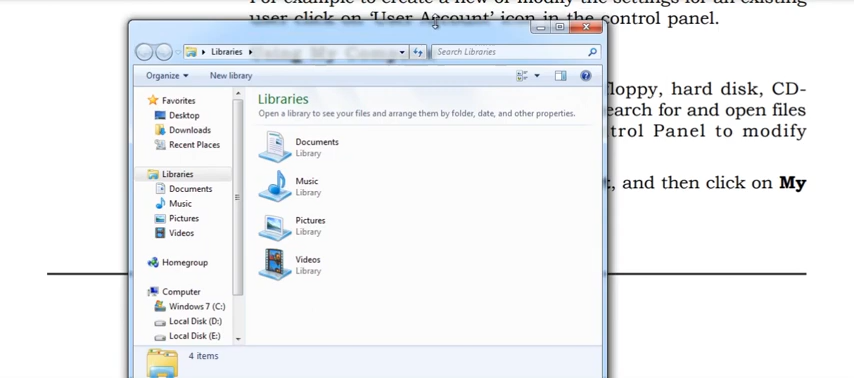 For example to create a new or modify the settings for an existing
user click on ‘User Account’ icon in the control panel.
Libraries
Search Libraries
Using My Computer
Organize
New library
floppy, hard disk, CD-
Favorites
Libraries
Open a library to see your files and arrange them by folder, date, and other properties.
earch for and open files
Desktop
Downloads
trol Panel to modify
Recent Places
Documents
Library
Libraries
Music
Library
, and then click on My
Documents
Music
Pictures
Pictures
Library
Videos
Homegroup
Videos
Library
Computer
Windows 7 (C:)
Local Disk (D:)
Local Disk (E:)
4 items